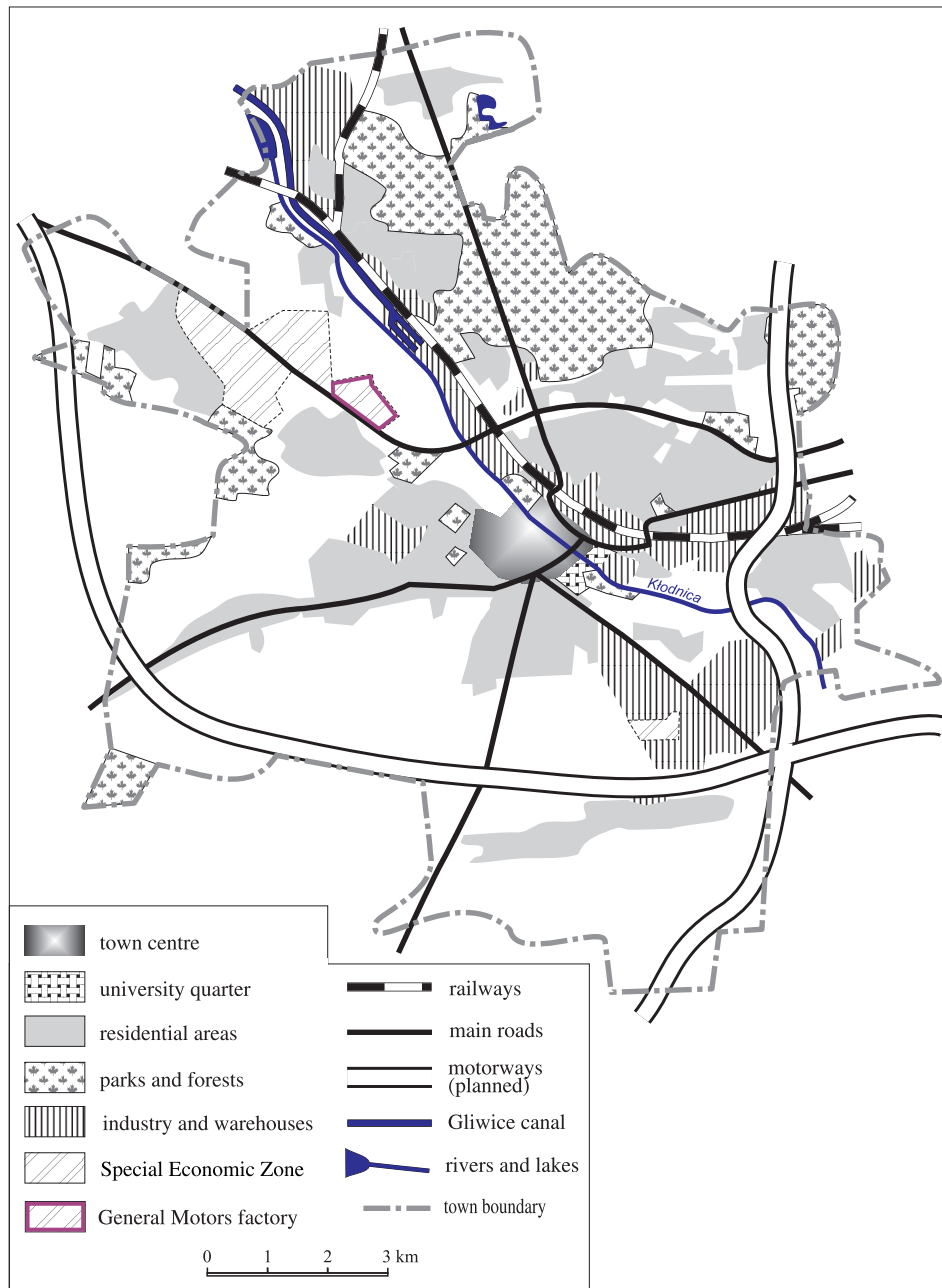 Kłodnica
town centre
university quarter
residential areas
parks and forests
industry and warehouses
Special Economic Zone
General Motors factory
railways
main roads
motorways
(planned)
Gliwice canal
rivers and lakes
town boundary
0 1 2 3 km